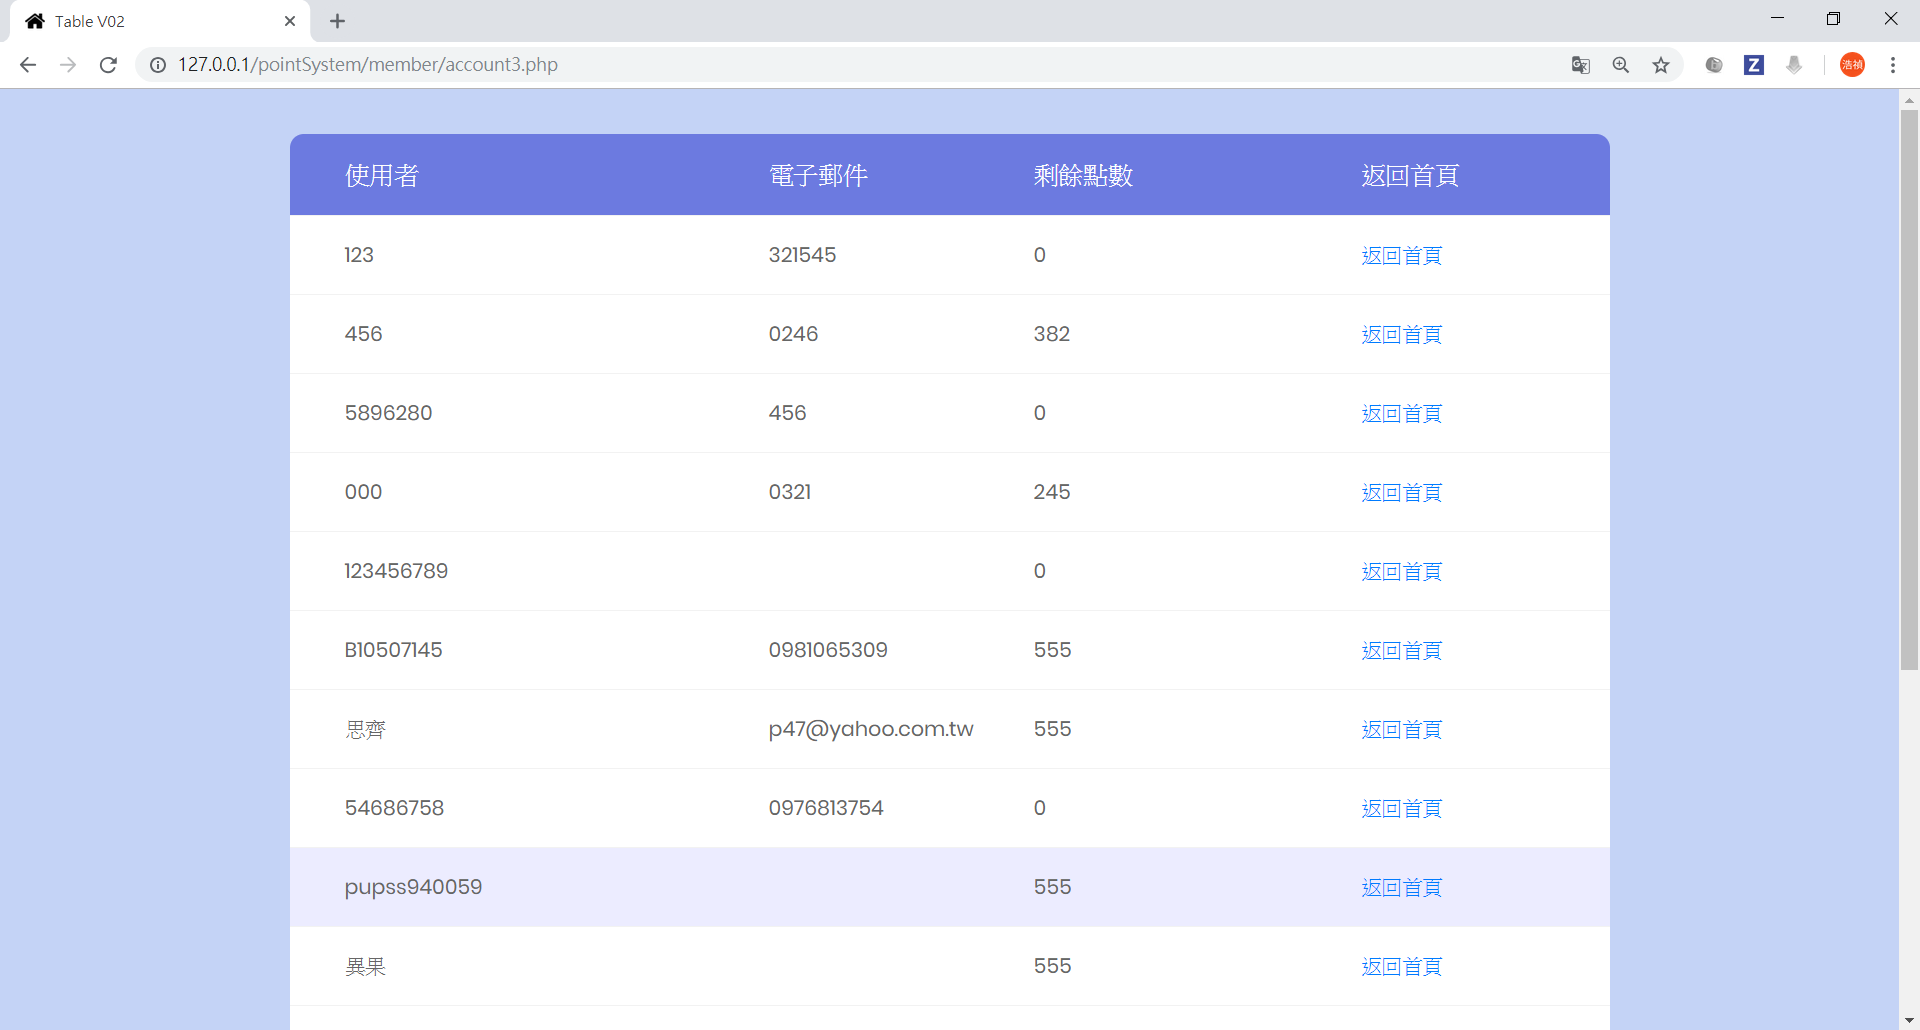 Table V02
127.0.0.1/pointSystem/member/account3.php
Z
浩禎
使用者 電子郵件 剩餘點數 返回首頁
123 321545 0 返回首頁
456 0246 382 返回首頁
5896280 456 0 返回首頁
000 0321 245 返回首頁
123456789 0 返回首頁
B10507145 0981065309 555 返回首頁
思齊 p47@yahoo.com.tw 555 返回首頁
54686758 0976813754 0 返回首頁
pupss940059 555 返回首頁
異果 555 返回首頁